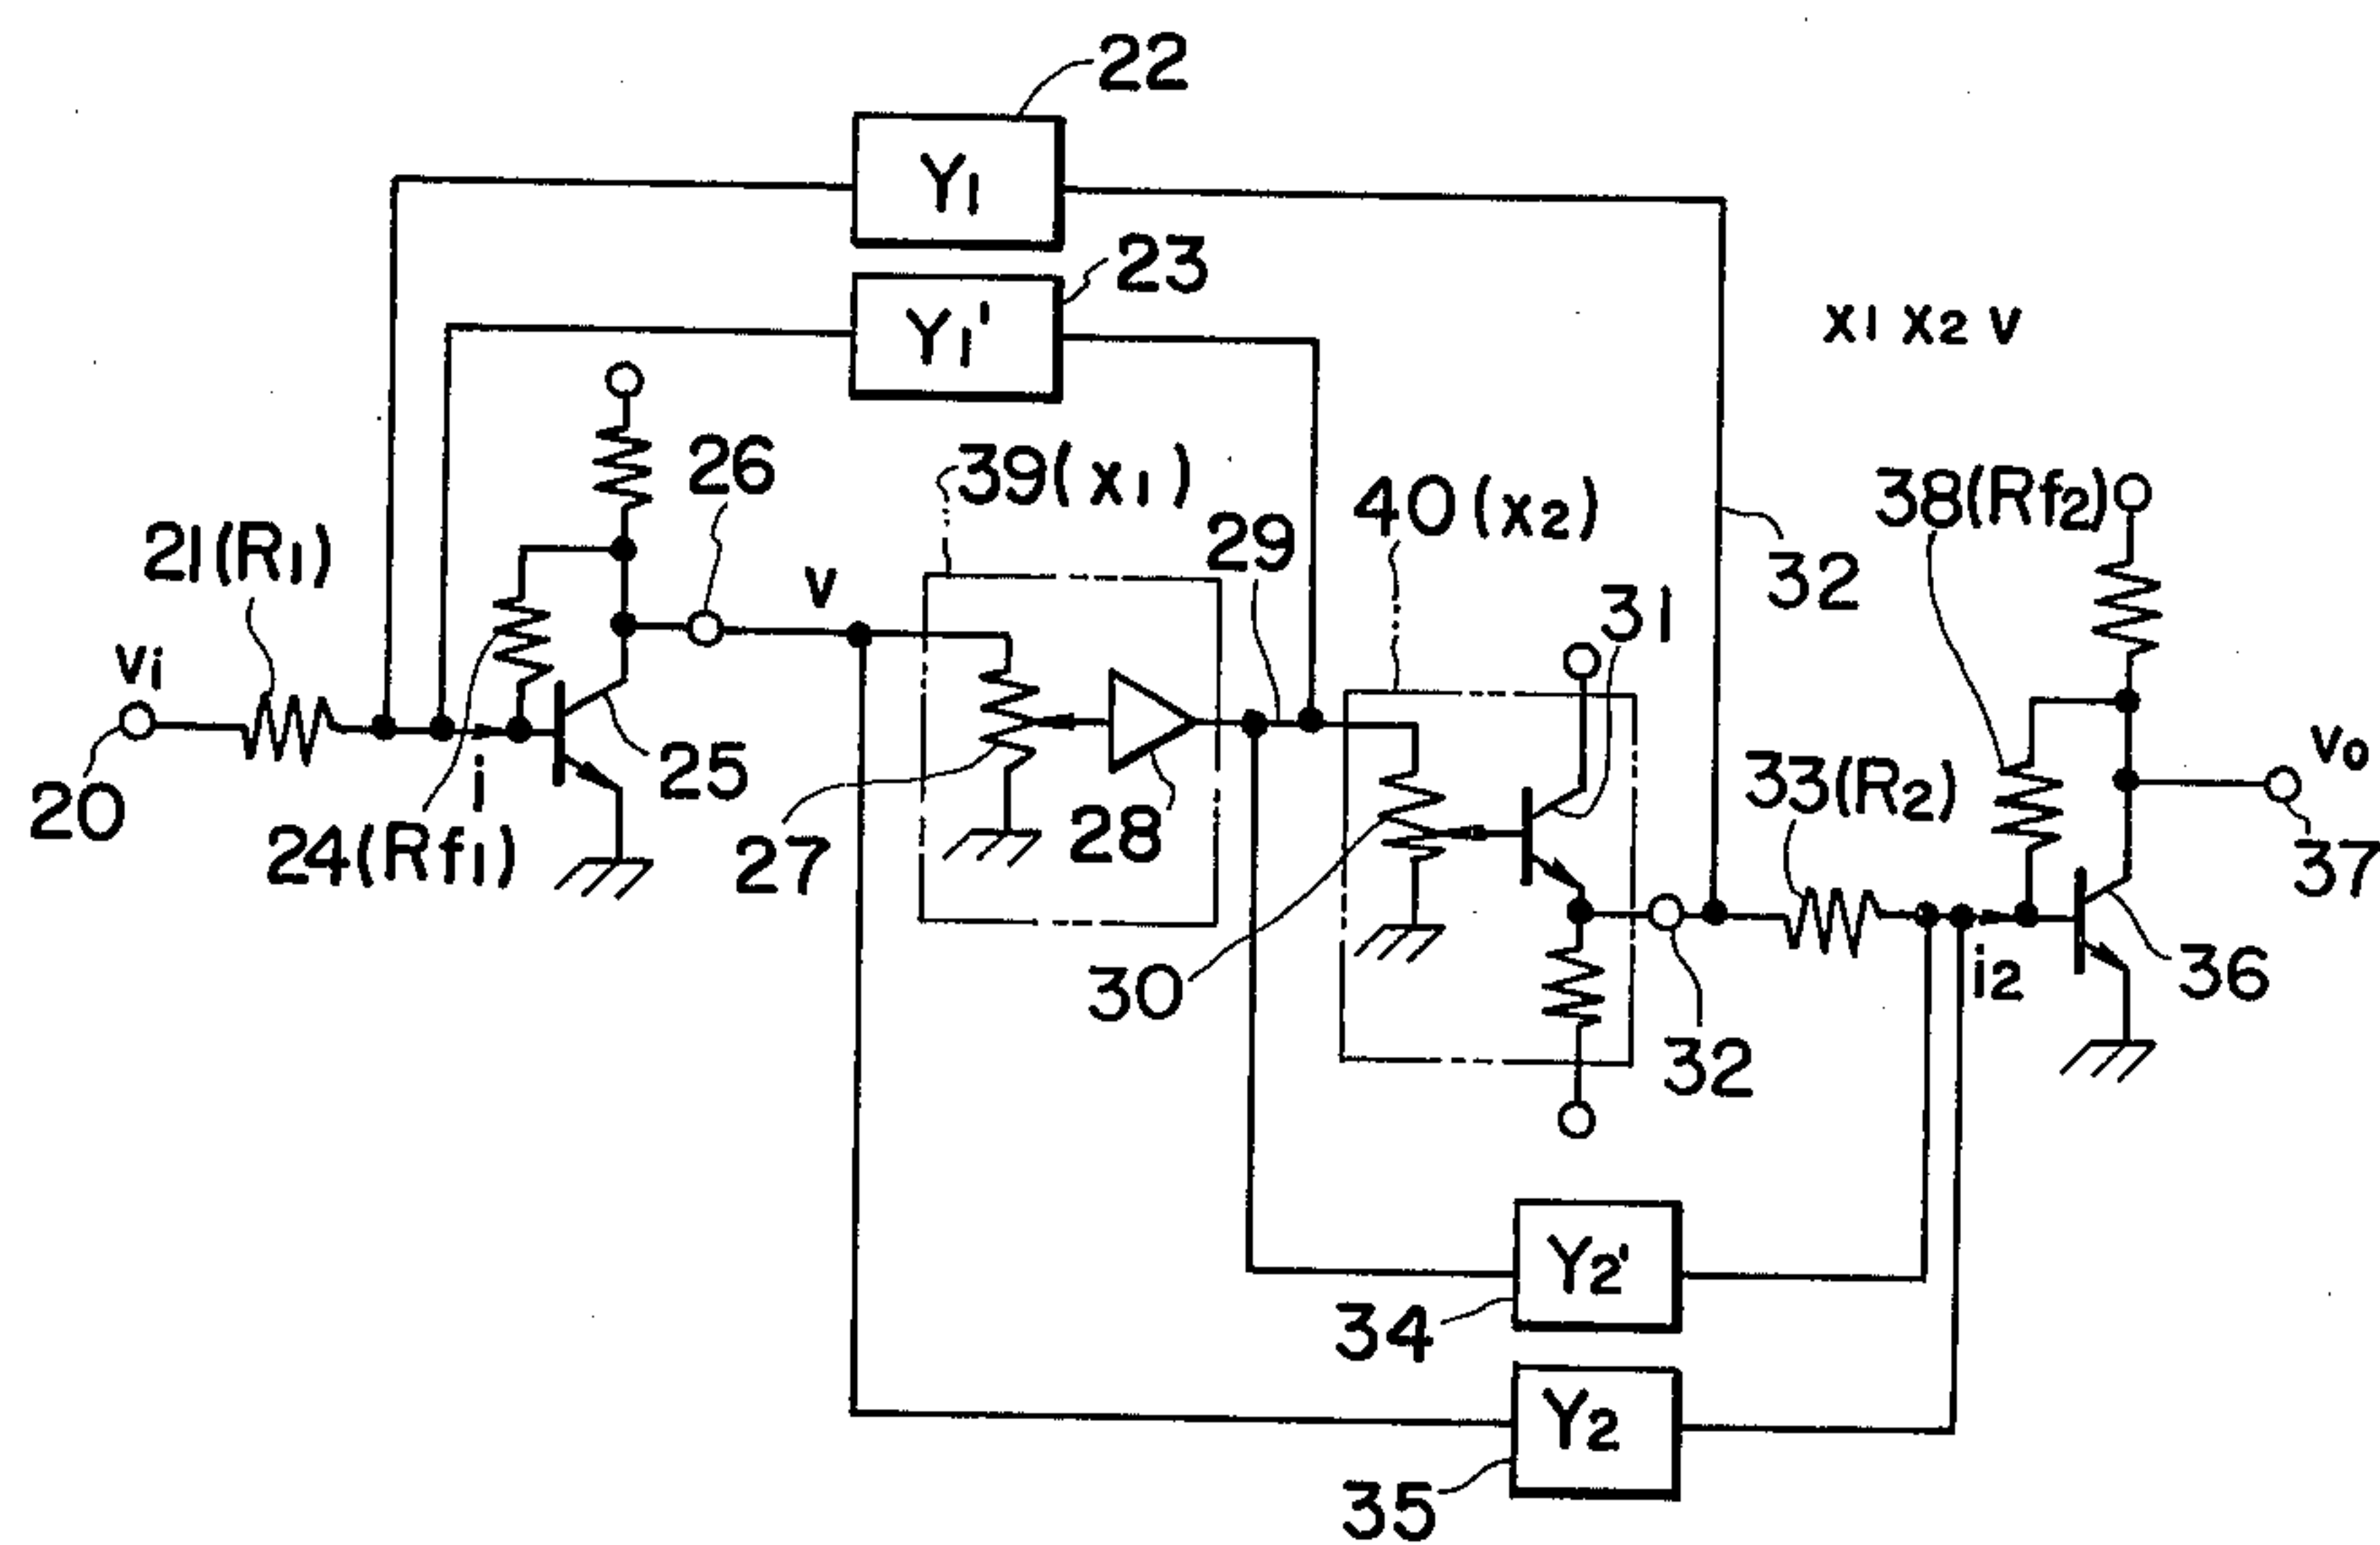 22
Y1
23
Y1'
x1 x2 v
26
39(x1)
40(x2)
38(Rf2)
29
21(R1)
32
v
31
vi
33(R2)
vo
20
i
25
24(Rf1)
27
28
37
30
i2
36
32
Y2'
34
Y2
35